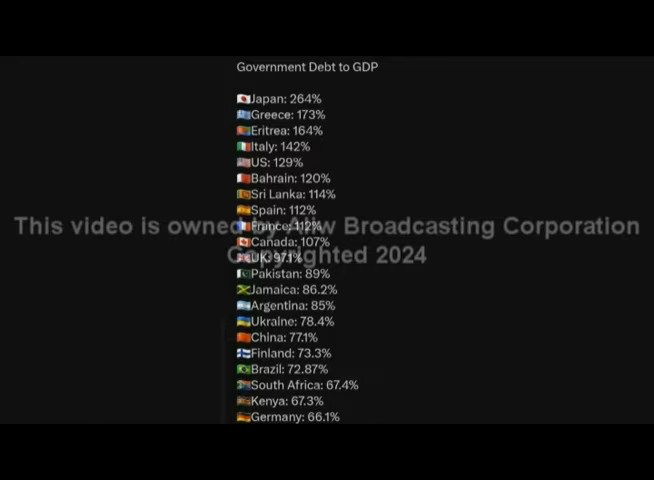 Government Debt to GDP
Japan: 264%
Greece: 173%
Eritrea: 164%
Italy: 142%
US: 129%
Bahrain: 120%
Sri Lanka: 114%
Spain: 112%
This video is owned by Aliw Broadcasting Corporation
France: 112%
Canada: 107%
Copyrighted 2024
UK: 97.1%
Pakistan: 89%
Jamaica: 86.2%
Argentina: 85%
Ukraine: 78.4%
China: 77.1%
Finland: 73.3%
Brazil: 72.87%
South Africa: 67.4%
Kenya: 67.3%
Germany: 66.1%